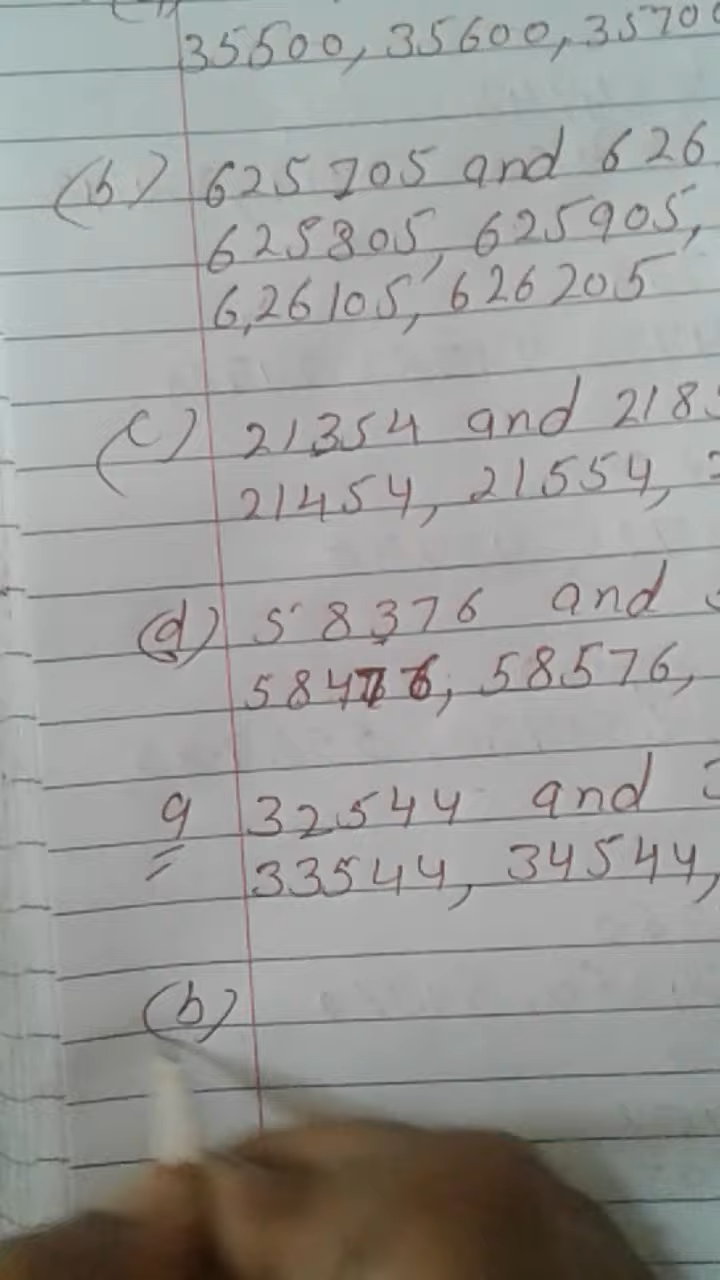 35500, 35600, 35700
(b) 625705 and 626
625805, 625905,
6,26105, 626205
(c) 21354 and 218
21454, 21554,
(d) 58376 and
58476, 58576,
9 32544 and
33544, 34544,
(b)